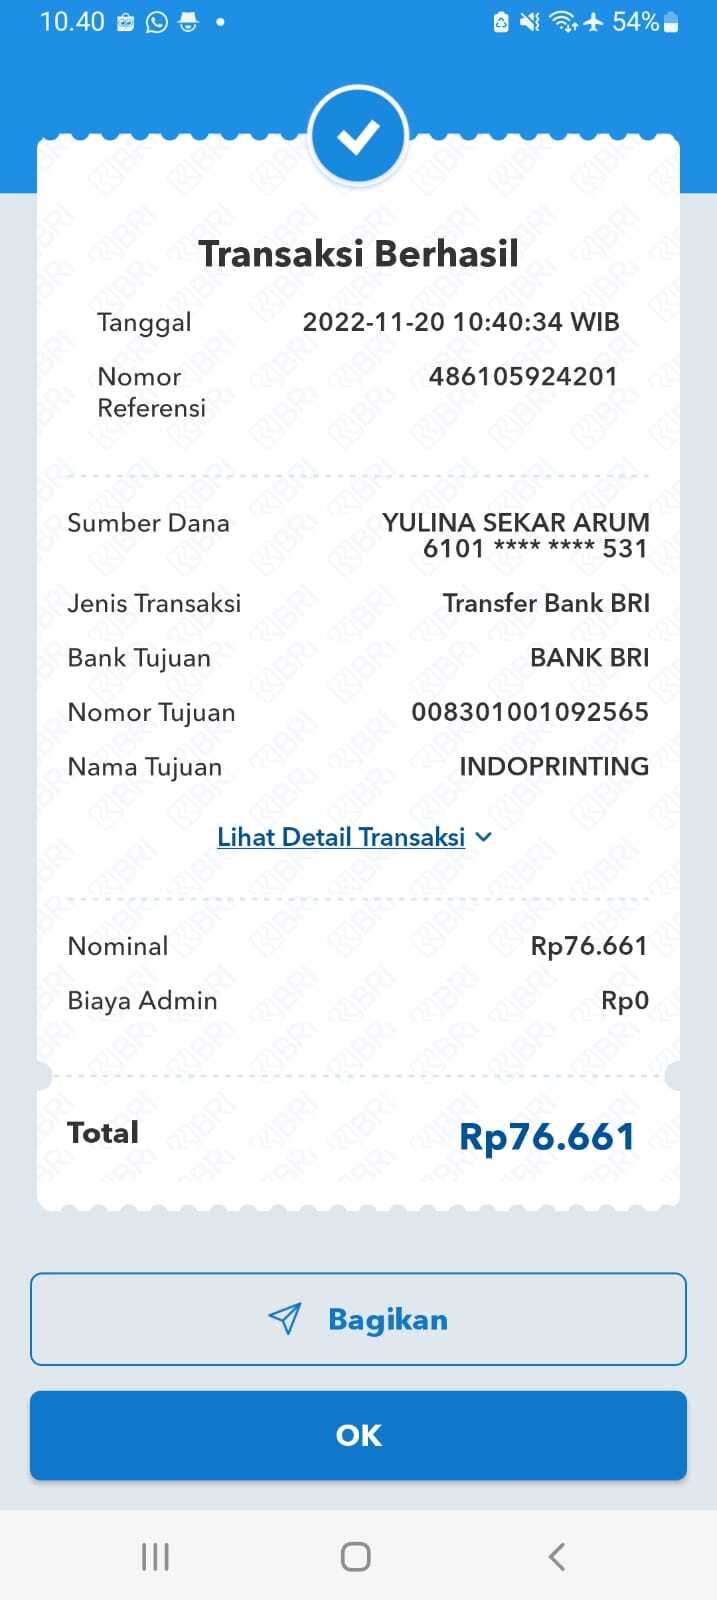 10.40
54%
Transaksi Berhasil
Tanggal 2022-11-20 10:40:34 WIB
Nomor 486105924201
Referensi
Sumber Dana YULINA SEKAR ARUM
6101 **** **** 531
Jenis Transaksi Transfer Bank BRI
Bank Tujuan BANK BRI
Nomor Tujuan 008301001092565
Nama Tujuan INDOPRINTING
Lihat Detail Transaksi
Nominal Rp76.661
Biaya Admin Rp0
Total Rp76.661
Bagikan
OK